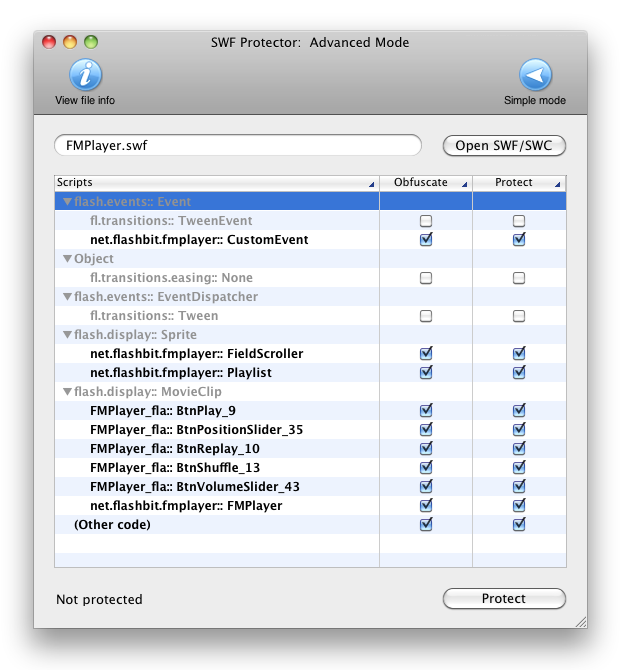 SWF Protector: Advanced Mode
View file info
Simple mode
FMPlayer.swf
Open SWF/SWC
Scripts Obfuscate Protect
flash.events:: Event
fl.transitions:: TweenEvent
net.flashbit.fmplayer:: CustomEvent
Object
fl.transitions.easing:: None
flash.events:: EventDispatcher
fl.transitions:: Tween
flash.display:: Sprite
net.flashbit.fmplayer:: FieldScroller
net.flashbit.fmplayer:: Playlist
flash.display:: MovieClip
FMPlayer_fla:: BtnPlay_9
FMPlayer_fla:: BtnPositionSlider_35
FMPlayer_fla:: BtnReplay_10
FMPlayer_fla:: BtnShuffle_13
FMPlayer_fla:: BtnVolumeSlider_43
net.flashbit.fmplayer:: FMPlayer
(Other code)
Not protected
Protect